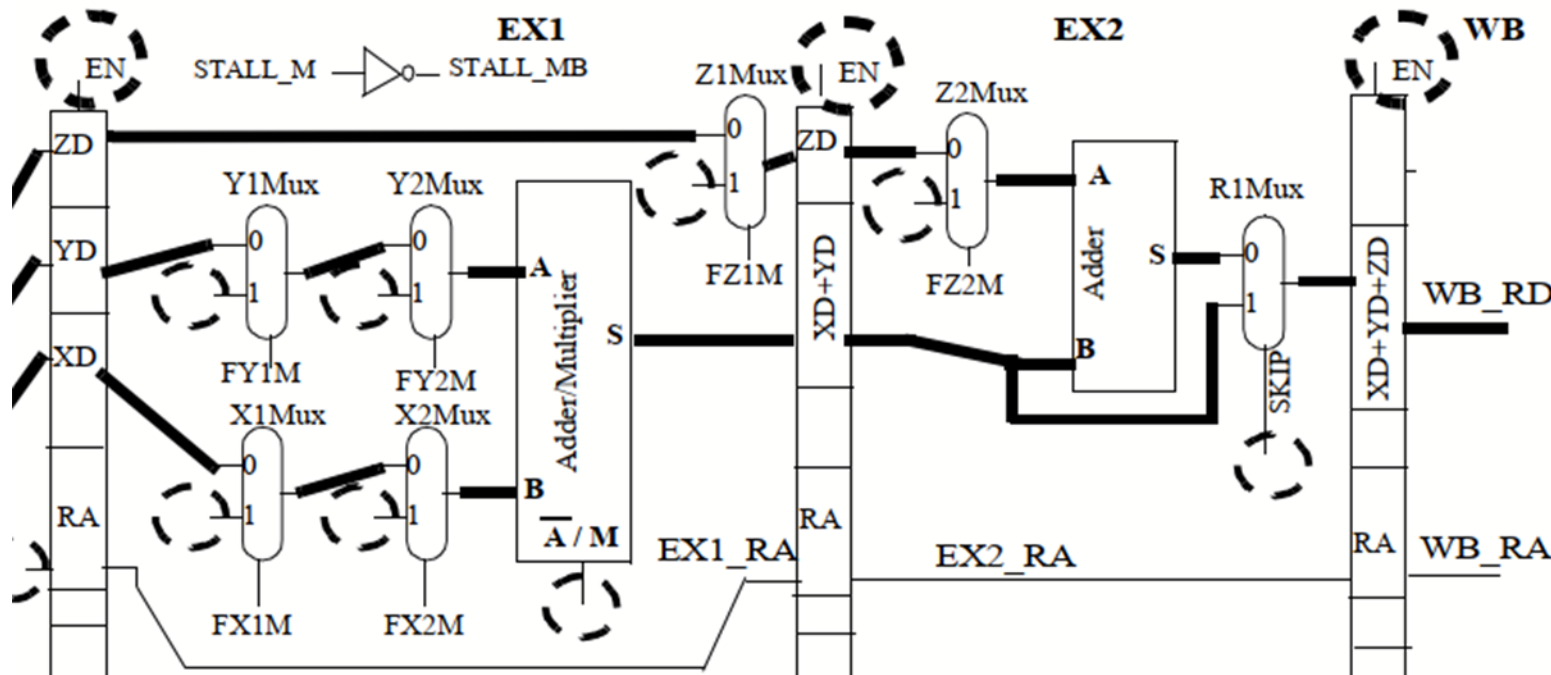 EX1
EX2
WB
EN
STALL_M
STALL_MB
Z1Mux
EN
Z2Mux
EN
ZD
0
1
FZ1M
ZD
0
1
FZ2M
A
B
S
Adder
R1Mux
0
1
SKIP
Y1Mux
Y2Mux
YD
0
1
FY1M
0
1
FY2M
A
B
S
Adder/Multiplier
A / M
XD+YD
XD+YD+ZD
WB_RD
XD
X1Mux
X2Mux
0
1
FX1M
0
1
FX2M
RA
EX1_RA
RA
EX2_RA
RA
WB_RA